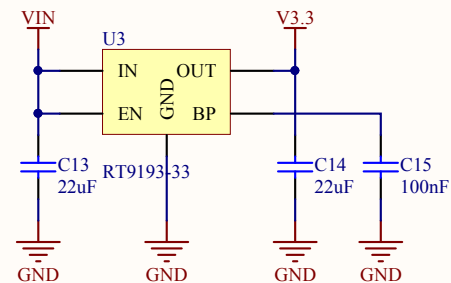 VIN
V3.3
U3
IN
OUT
GND
EN
BP
C13
22uF
RT9193-33
C14
22uF
C15
100nF
GND
GND
GND
GND